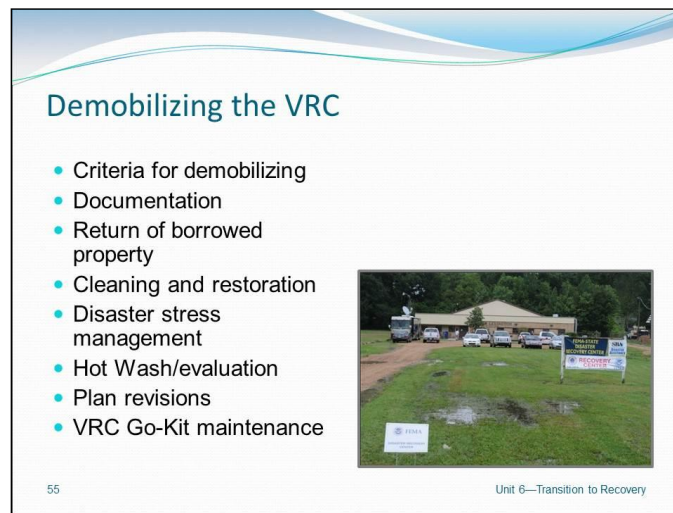 Demobilizing the VRC
Criteria for demobilizing
Documentation
Return of borrowed
property
Cleaning and restoration
Disaster stress
management
Hot Wash/evaluation
Plan revisions
VRC Go-Kit maintenance
FEMA-STATE
DISASTER
RECOVERY CENTER
SBA
RECOVERY
CENTER
FEMA
55
Unit 6—Transition to Recovery